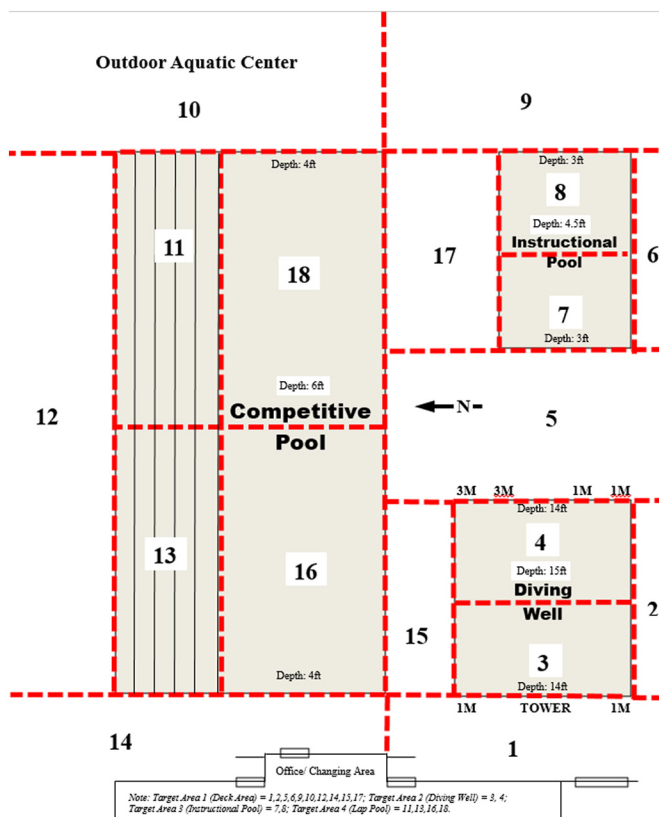 Outdoor Aquatic Center
10
9
Depth: 4ft
Depth: 3ft
8
11
18
17
Depth: 4.5ft
Instructional
Pool
6
7
Depth: 3ft
Depth: 6ft
12
Competitive
Pool
N
5
3M 3M 1M 1M
Depth: 14ft
4
13
16
Depth: 15ft
Diving
Well
2
15
3
Depth: 4ft
Depth: 14ft
1M TOWER 1M
14
1
Office/ Changing Area
Note: Target Area 1 (Deck Area) = 1,2,5,6,9,10,12,14,15,17; Target Area 2 (Diving Well) = 3, 4;
Target Area 3 (Instructional Pool) = 7,8; Target Area 4 (Lap Pool) = 11,13,16,18.